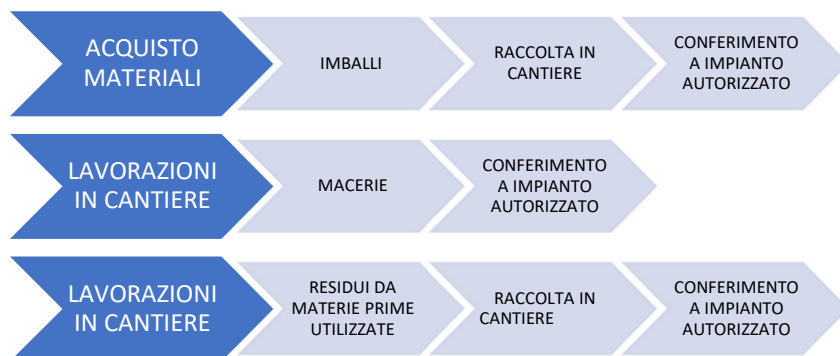 ACQUISTO
MATERIALI
IMBALLI
RACCOLTA IN
CANTIERE
CONFERIMENTO
A IMPIANTO
AUTORIZZATO
LAVORAZIONI
IN CANTIERE
MACERIE
CONFERIMENTO
A IMPIANTO
AUTORIZZATO
LAVORAZIONI
IN CANTIERE
RESIDUI DA
MATERIE PRIME
UTILIZZATE
RACCOLTA IN
CANTIERE
CONFERIMENTO
A IMPIANTO
AUTORIZZATO